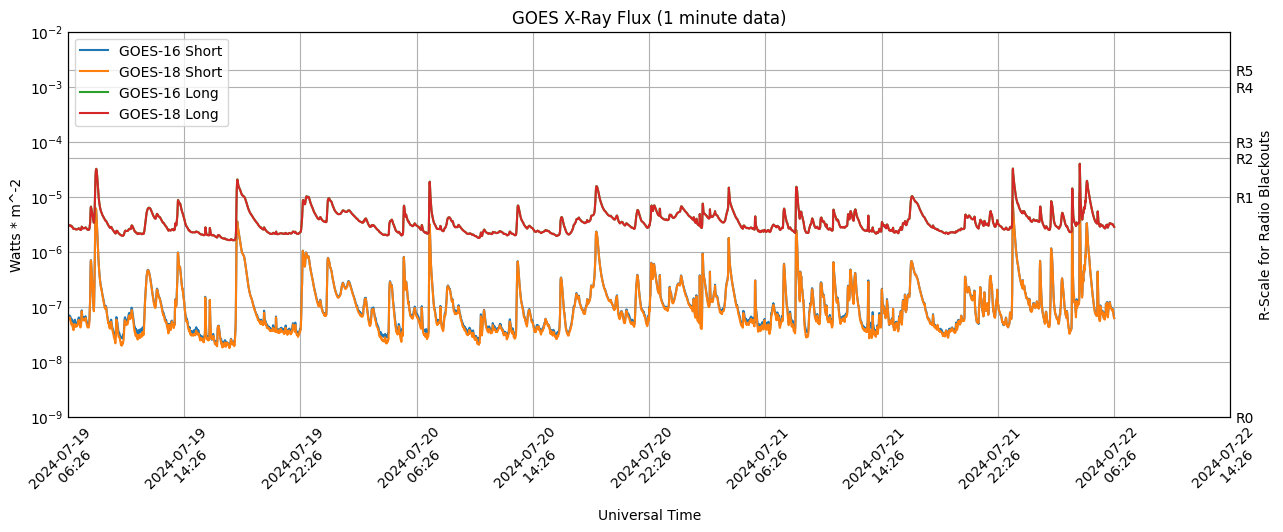 GOES X-Ray Flux (1 minute data)
GOES-16 Short
GOES-18 Short
GOES-16 Long
GOES-18 Long
Watts * m^-2
10^-2
10^-3
10^-4
10^-5
10^-6
10^-7
10^-8
10^-9
R5
R4
R3
R2
R1
R0
R-Scale for Radio Blackouts
2024-07-19
06:26
2024-07-19
14:26
2024-07-19
22:26
2024-07-20
06:26
2024-07-20
14:26
2024-07-20
22:26
2024-07-21
06:26
2024-07-21
14:26
2024-07-21
22:26
2024-07-22
06:26
2024-07-22
14:26
Universal Time